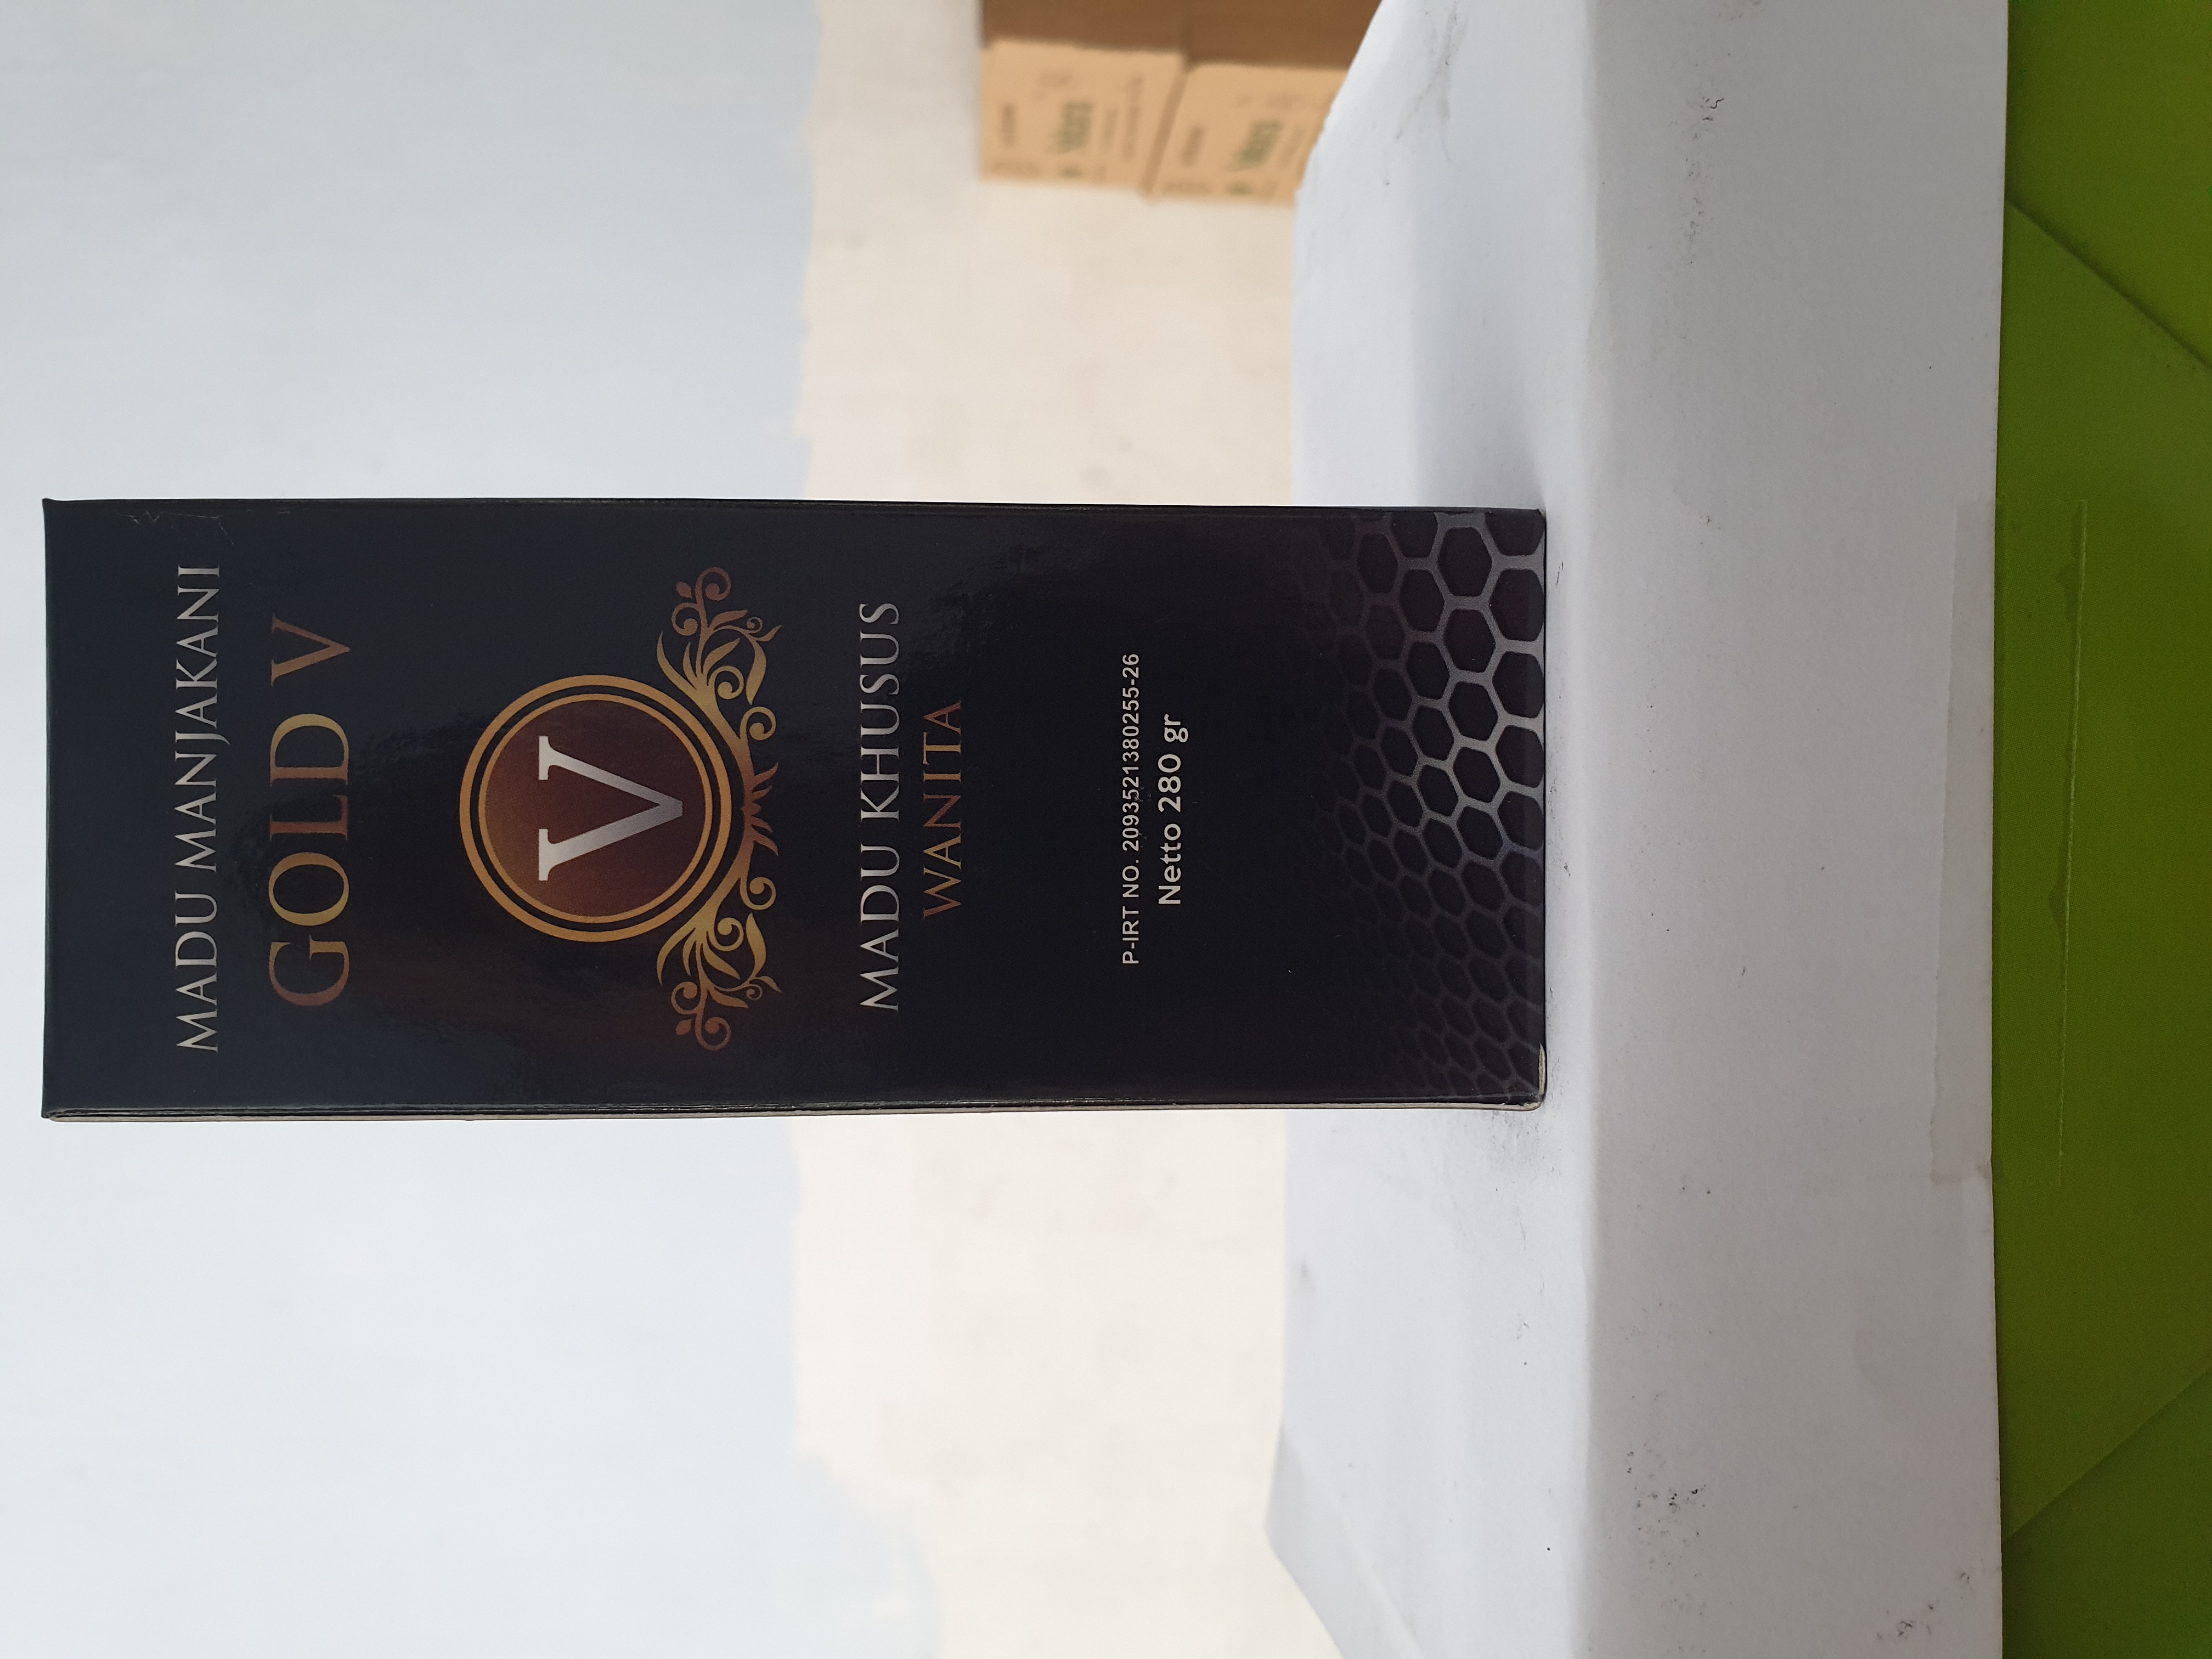 MADU MANJAKANI
GOLD V
V
MADU KHUSUS
WANITA
P-IRT NO. 2093521380255-26
Netto 280 gr